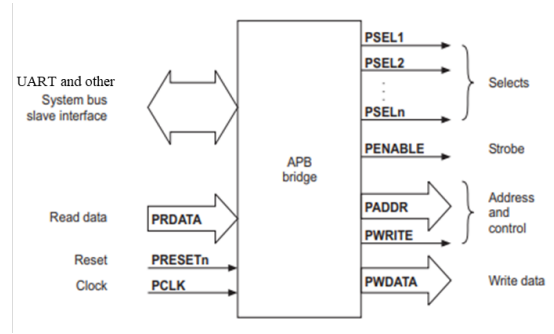 PSEL1
PSEL2
PSELn
Selects
UART and other
System bus
slave interface
APB
bridge
PENABLE
Strobe
Read data
PRDATA
PADDR
PWRITE
Address
and
control
Reset
PRESETn
Clock
PCLK
PWDATA
Write data